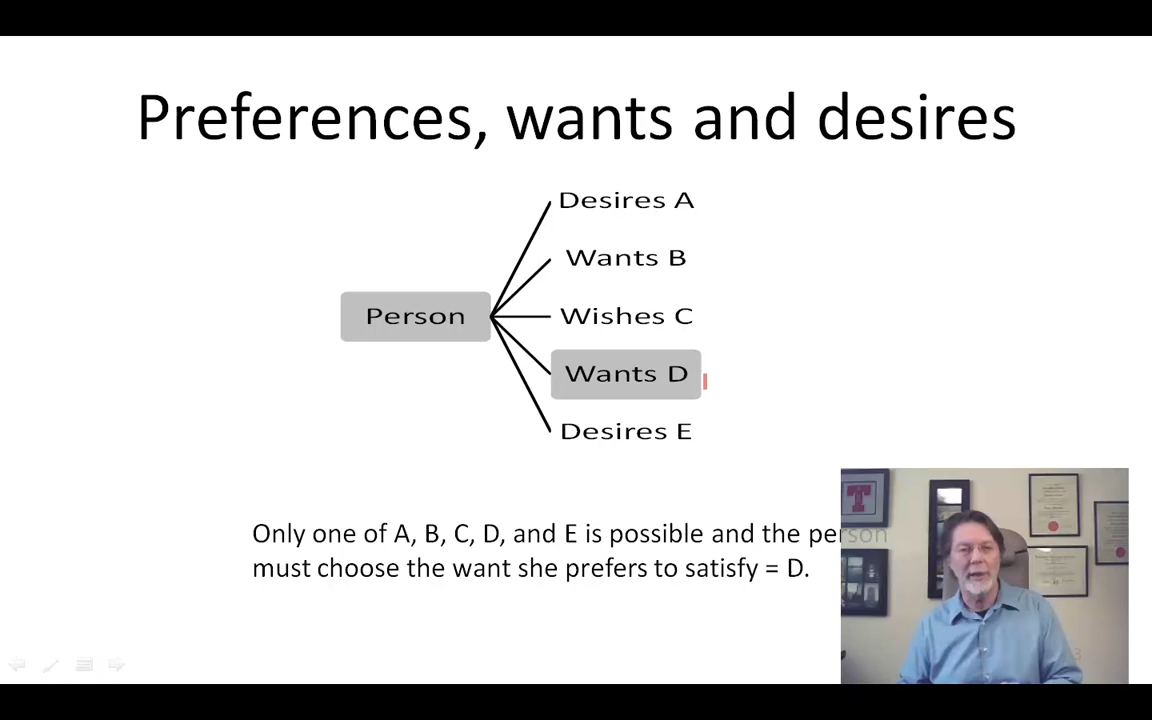 Preferences, wants and desires
Desires A
Wants B
Person
Wishes C
Wants D
Desires E
Only one of A, B, C, D, and E is possible and the person
must choose the want she prefers to satisfy = D.
T
3